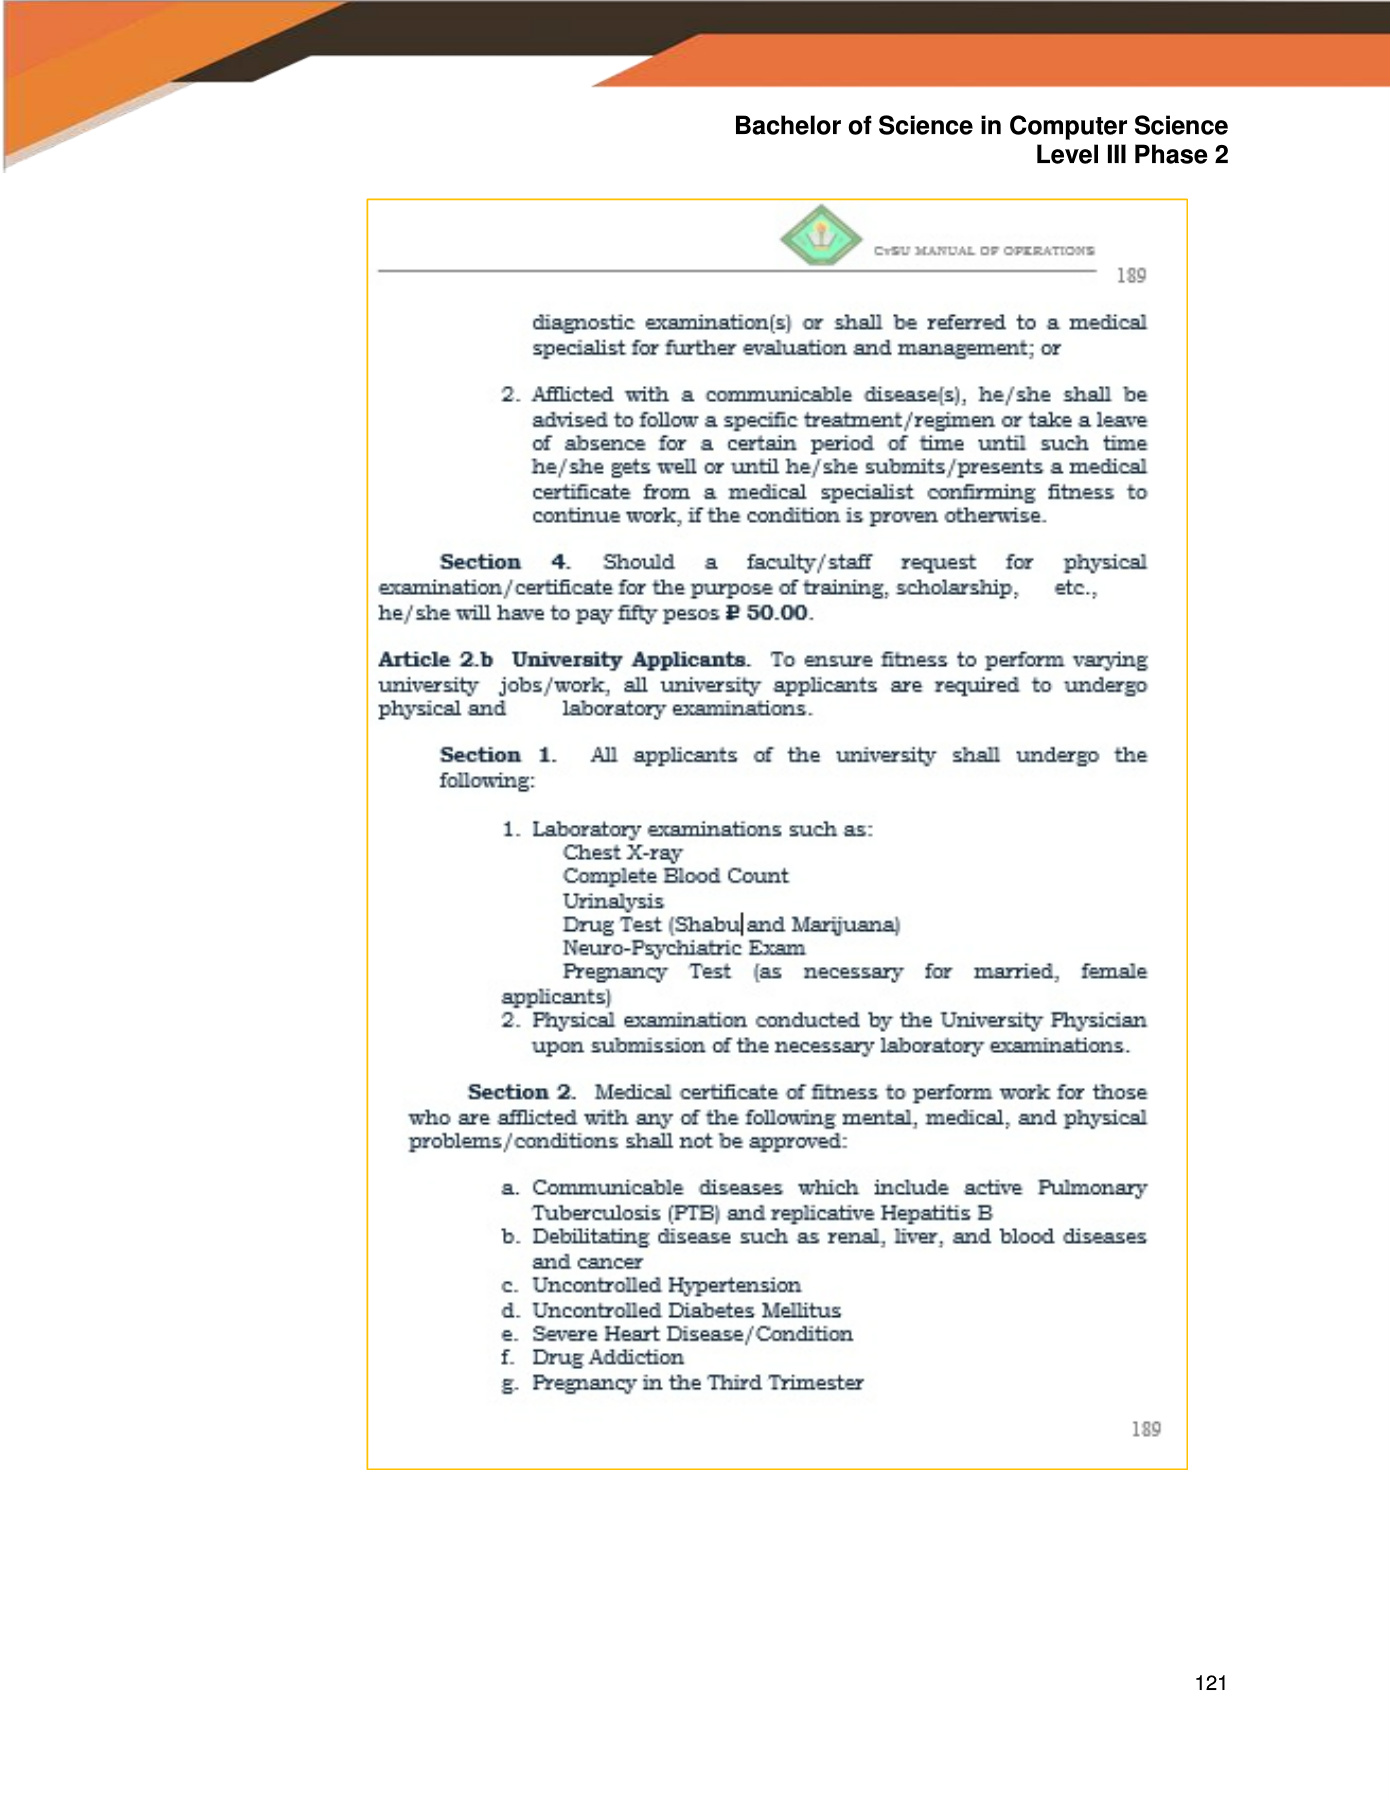 Bachelor of Science in Computer Science
Level III Phase 2
CvSU MANUAL OF OPERATIONS
189
diagnostic examination(s) or shall be referred to a medical
specialist for further evaluation and management; or
2. Afflicted with a communicable disease(s), he/she shall be
advised to follow a specific treatment/regimen or take a leave
of absence for a certain period of time until such time
he/she gets well or until he/she submits/presents a medical
certificate from a medical specialist confirming fitness to
continue work, if the condition is proven otherwise.
Section 4. Should a faculty/staff request for physical
examination/certificate for the purpose of training, scholarship, etc.,
he/she will have to pay fifty pesos ₱ 50.00.
Article 2.b University Applicants. To ensure fitness to perform varying
university jobs/work, all university applicants are required to undergo
physical and laboratory examinations.
Section 1. All applicants of the university shall undergo the
following:
1. Laboratory examinations such as:
Chest X-ray
Complete Blood Count
Urinalysis
Drug Test (Shabu and Marijuana)
Neuro-Psychiatric Exam
Pregnancy Test (as necessary for married, female
applicants)
2. Physical examination conducted by the University Physician
upon submission of the necessary laboratory examinations.
Section 2. Medical certificate of fitness to perform work for those
who are afflicted with any of the following mental, medical, and physical
problems/conditions shall not be approved:
a. Communicable diseases which include active Pulmonary
Tuberculosis (PTB) and replicative Hepatitis B
b. Debilitating disease such as renal, liver, and blood diseases
and cancer
c. Uncontrolled Hypertension
d. Uncontrolled Diabetes Mellitus
e. Severe Heart Disease/Condition
f. Drug Addiction
g. Pregnancy in the Third Trimester
189
121